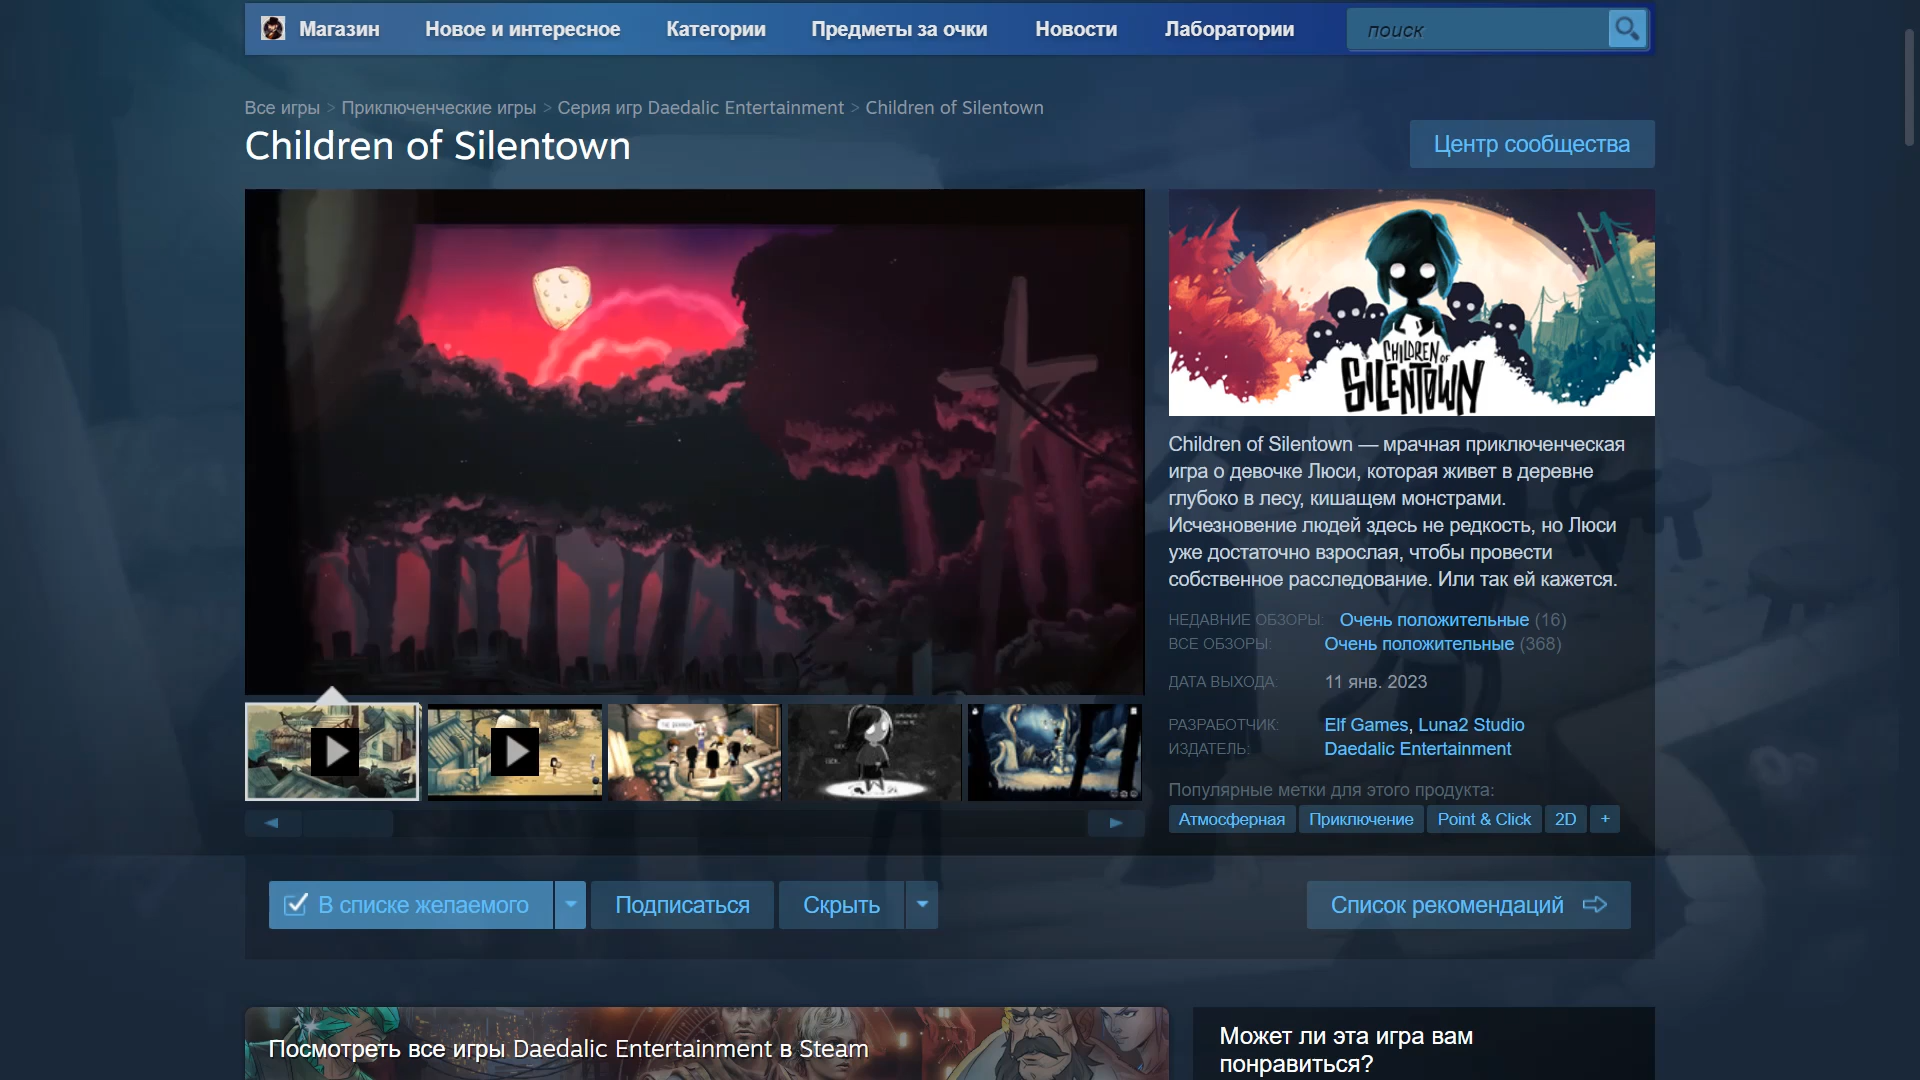 Магазин
Новое и интересное
Категории
Предметы за очки
Новости
Лаборатории
поиск
Все игры > Приключенческие игры > Серия игр Daedalic Entertainment > Children of Silentown
Children of Silentown
Центр сообщества
CHILDREN OF
SILENTOWN
Children of Silentown — мрачная приключенческая
игра о девочке Люси, которая живет в деревне
глубоко в лесу, кишащем монстрами.
Исчезновение людей здесь не редкость, но Люси
уже достаточно взрослая, чтобы провести
собственное расследование. Или так ей кажется.
НЕДАВНИЕ ОБЗОРЫ: Очень положительные (16)
ВСЕ ОБЗОРЫ: Очень положительные (368)
ДАТА ВЫХОДА: 11 янв. 2023
РАЗРАБОТЧИК: Elf Games, Luna2 Studio
ИЗДАТЕЛЬ: Daedalic Entertainment
Популярные метки для этого продукта:
Атмосферная
Приключение
Point & Click
2D
+
В списке желаемого
Подписаться
Скрыть
Список рекомендаций
Посмотреть все игры Daedalic Entertainment в Steam
Может ли эта игра вам
понравиться?